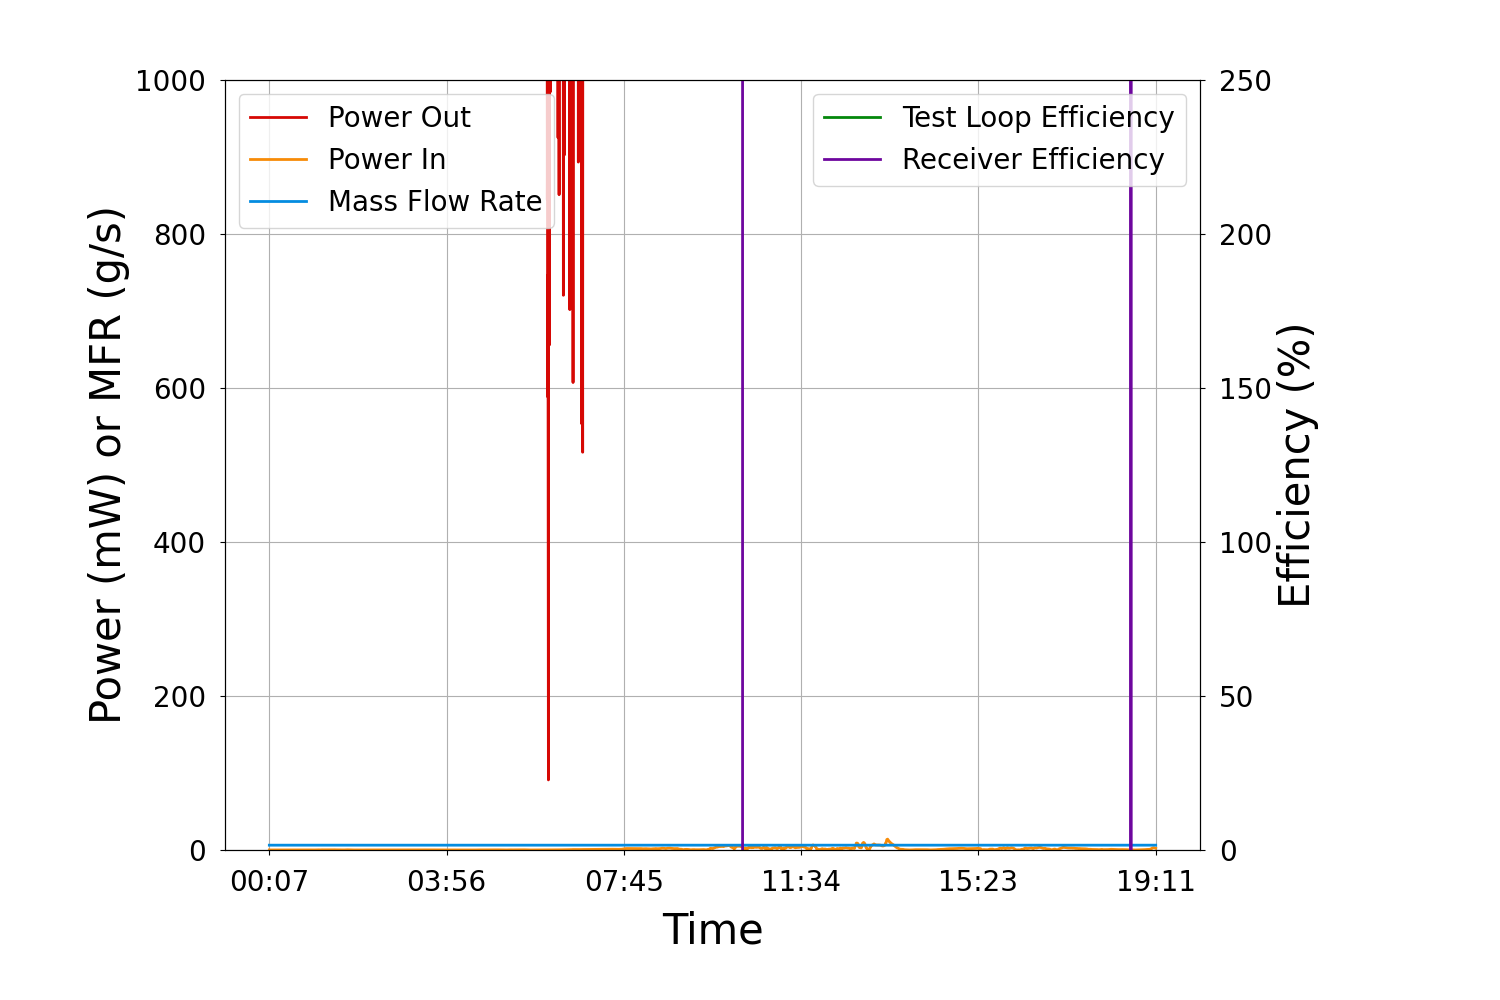 1000
800
600
400
200
0
Power (mW) or MFR (g/s)
Power Out
Power In
Mass Flow Rate
Test Loop Efficiency
Receiver Efficiency
250
200
150
100
50
0
Efficiency (%)
00:07 03:56 07:45 11:34 15:23 19:11
Time